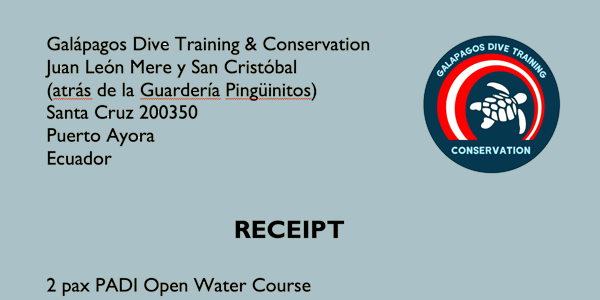 Galápagos Dive Training & Conservation
Juan León Mere y San Cristóbal
(atrás de la Guardería Pingüinitos)
Santa Cruz 200350
Puerto Ayora
Ecuador
GALAPAGOS DIVE TRAINING
CONSERVATION
RECEIPT
2 pax PADI Open Water Course